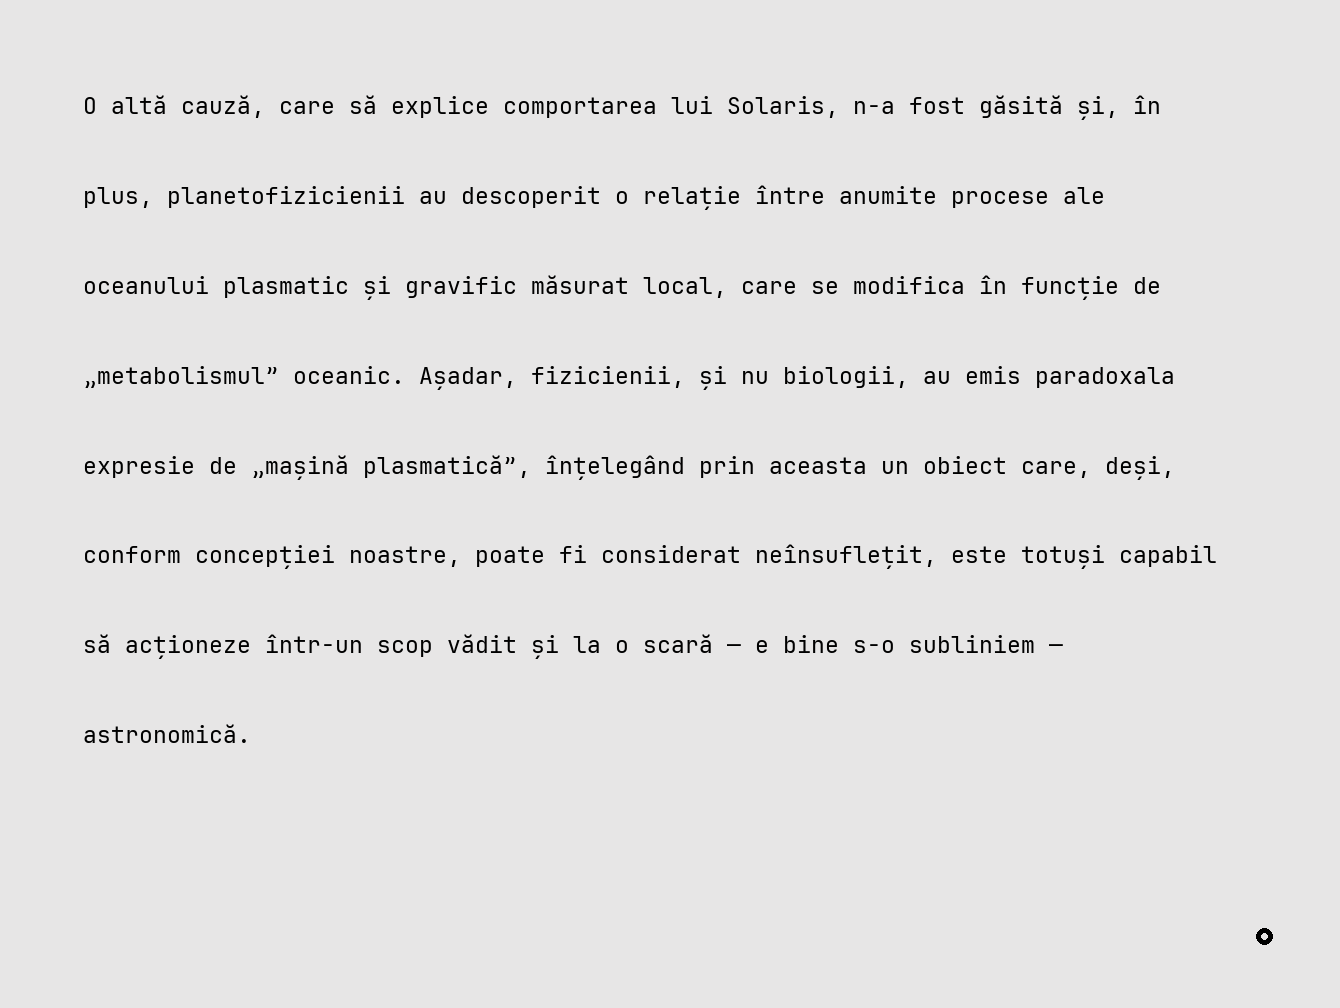 O altă cauză, care să explice comportarea lui Solaris, n-a fost găsită și, în
plus, planetofizicienii au descoperit o relație între anumite procese ale
oceanului plasmatic și gravific măsurat local, care se modifica în funcție de
„metabolismul” oceanic. Așadar, fizicienii, și nu biologii, au emis paradoxala
expresie de „mașină plasmatică”, înțelegând prin aceasta un obiect care, deși,
conform concepției noastre, poate fi considerat neînsuflețit, este totuși capabil
să acționeze într-un scop vădit și la o scară — e bine s-o subliniem —
astronomică.